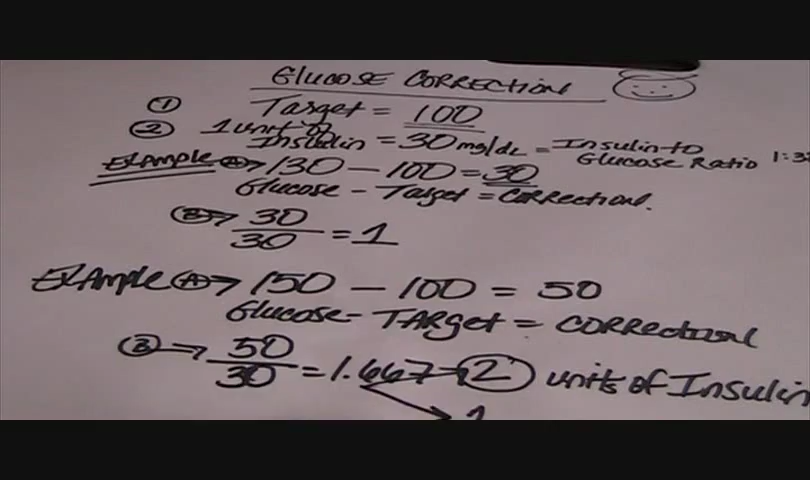 GLUCOSE CORRECTION
① Target = 100
② 1 unit of Insulin = 30 mg/dL = Insulin to Glucose Ratio
EXAMPLE Ⓐ→ 130 - 100 = 30
Glucose - Target = CORRECTIONAL
Ⓑ→ 30/30 = 1
EXAMPLE Ⓐ→ 150 - 100 = 50
Glucose - TARget = CORRectional
Ⓑ→ 50/30 = 1.667 → 2 units of Insulin